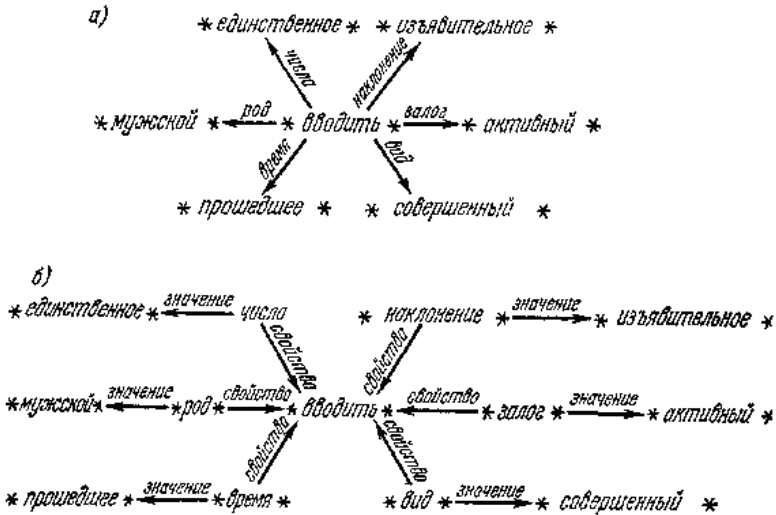 а)
* единственное * * изъявительное *
числа наклонение
* мужской * род * вводить * залог * активный *
время вид
* прошедшее * * совершенный *
б)
* единственное * значение числа * наклонение * значение * изъявительное *
свойство свойство
* мужской * значение * род * свойство * вводить * свойство * залог * значение * активный *
свойство свойство
* прошедшее * значение * время * * вид * значение * совершенный *